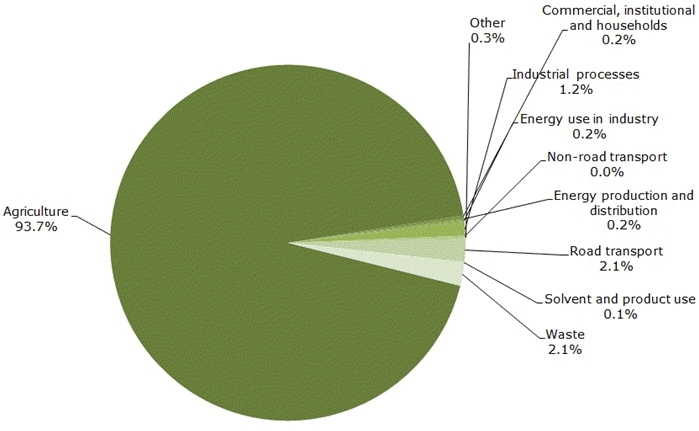 Commercial, institutional
and households
0.2%
Other
0.3%
Industrial processes
1.2%
Energy use in industry
0.2%
Non-road transport
0.0%
Energy production and
distribution
0.2%
Agriculture
93.7%
Road transport
2.1%
Solvent and product use
0.1%
Waste
2.1%